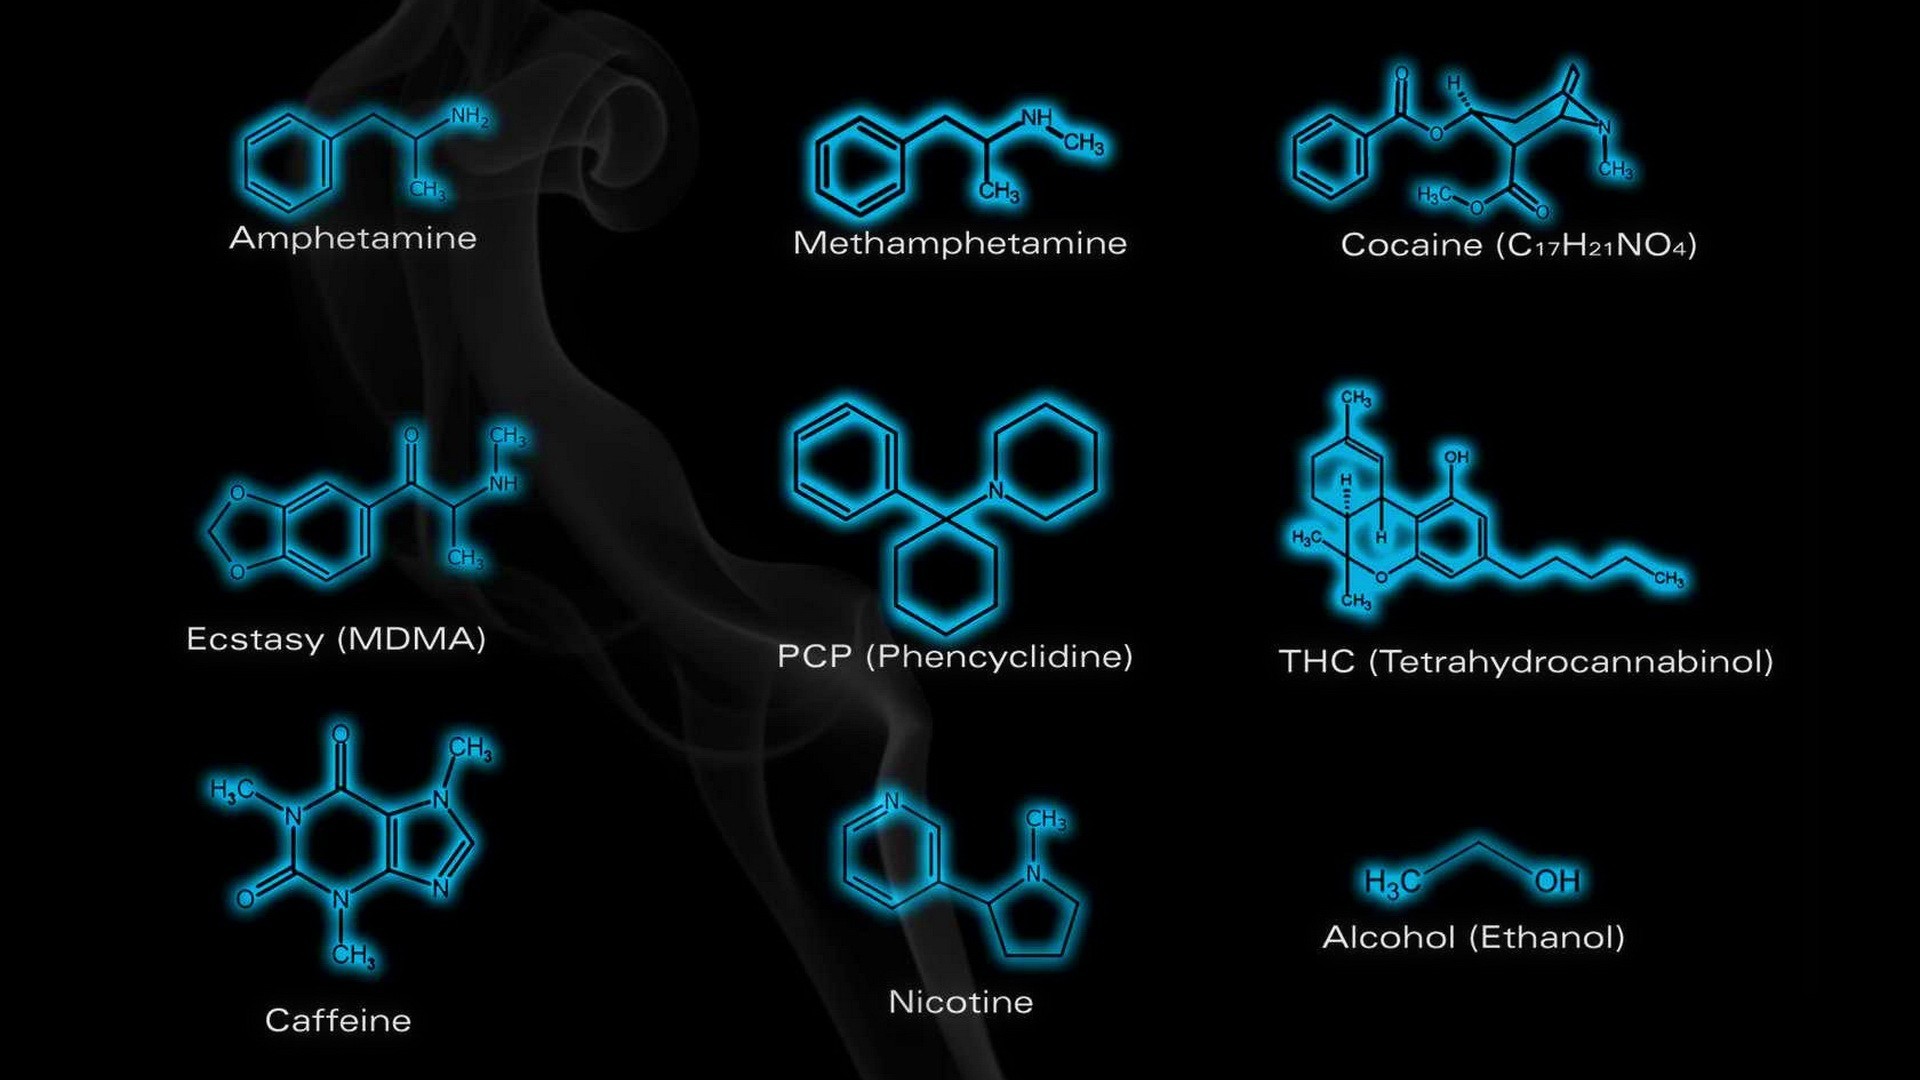 NH2
CH3
Amphetamine
NH
CH3
CH3
Methamphetamine
O
H
O
N
CH3
H3C
O
O
Cocaine (C17H21NO4)
O
CH3
O
NH
O
CH3
Ecstasy (MDMA)
N
PCP (Phencyclidine)
CH3
OH
H
H3C
H
O
CH3
CH3
THC (Tetrahydrocannabinol)
O
CH3
H3C
N
N
O
N
N
CH3
Caffeine
N
CH3
N
Nicotine
H3C
OH
Alcohol (Ethanol)